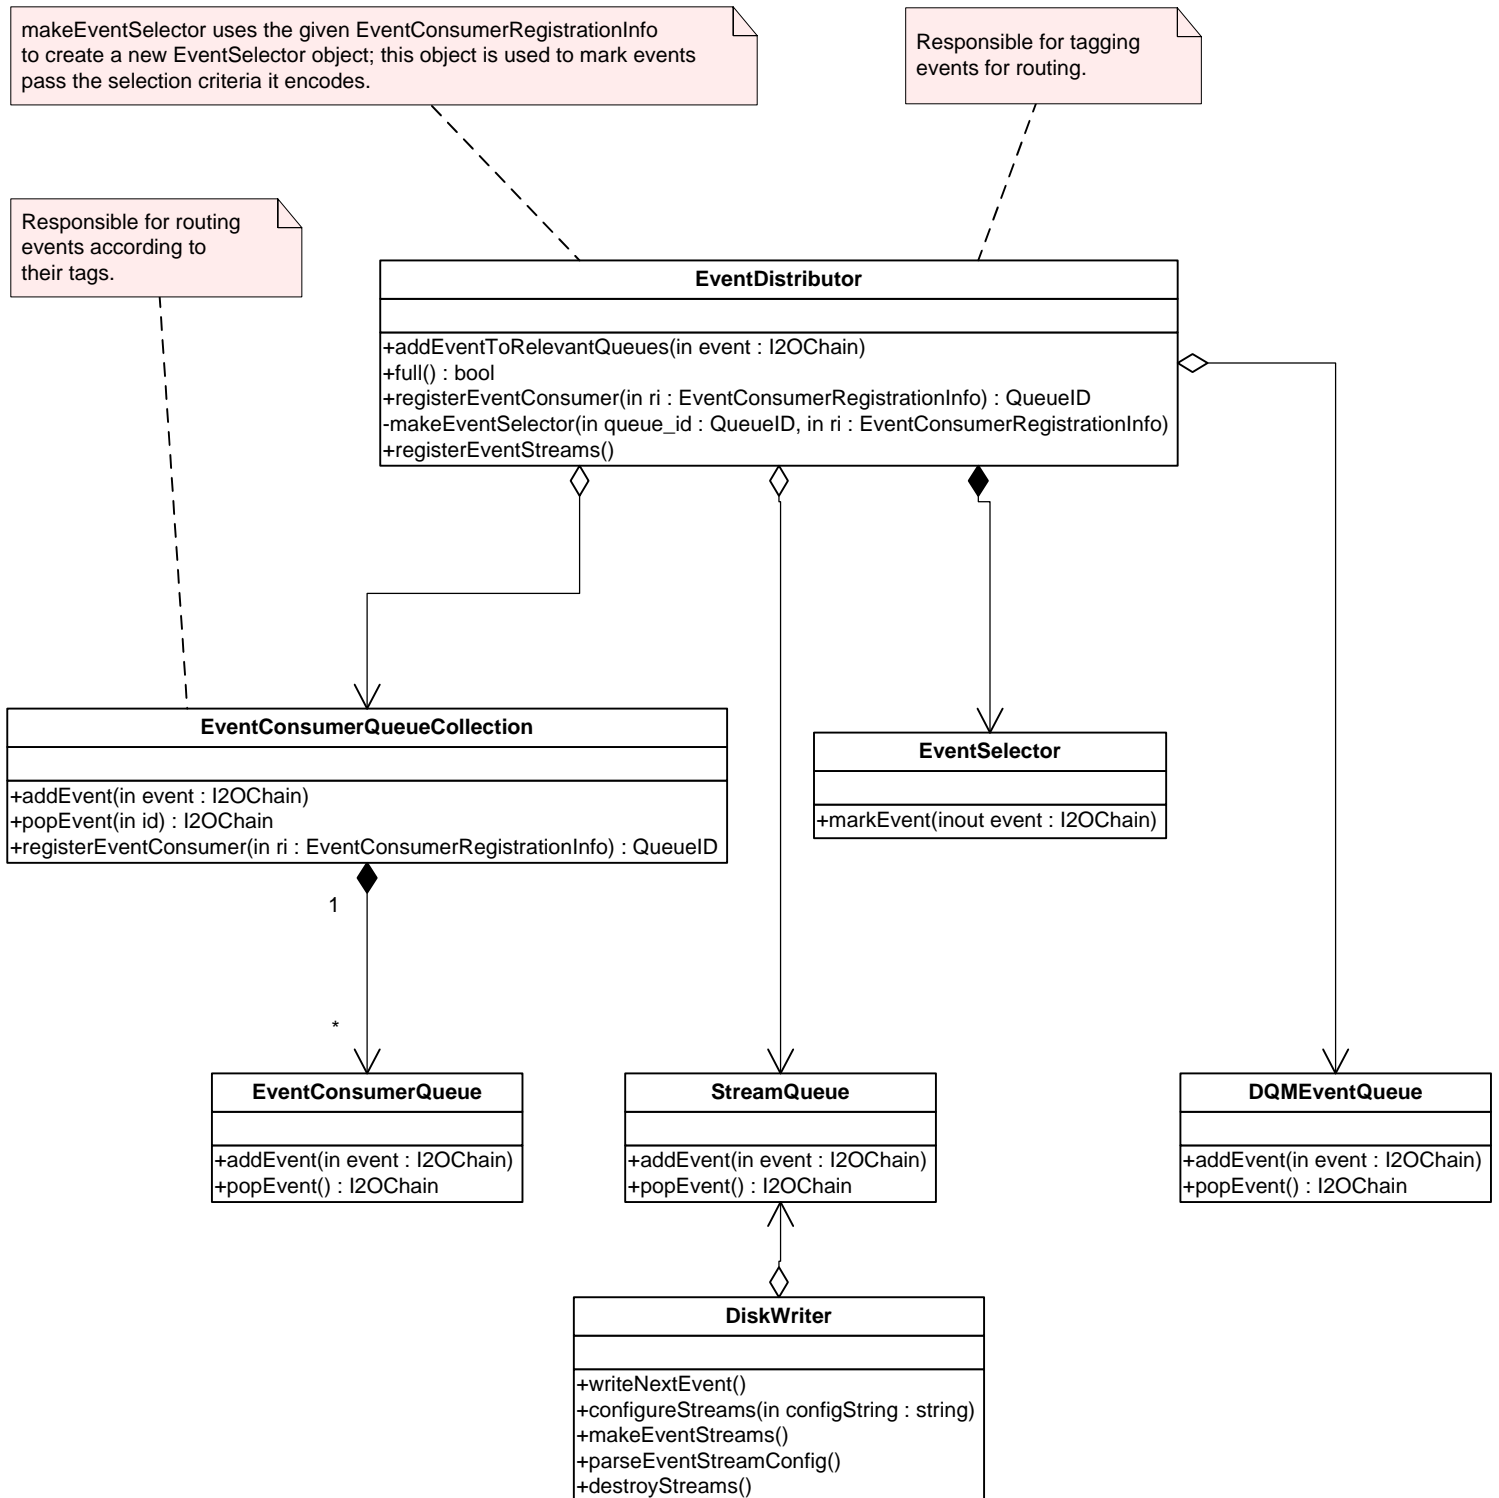 makeEventSelector uses the given EventConsumerRegistrationInfo
to create a new EventSelector object; this object is used to mark events
pass the selection criteria it encodes.
Responsible for tagging
events for routing.
Responsible for routing
events according to
their tags.
EventDistributor
+addEventToRelevantQueues(in event : I2OChain)
+full() : bool
+registerEventConsumer(in ri : EventConsumerRegistrationInfo) : QueueID
-makeEventSelector(in queue_id : QueueID, in ri : EventConsumerRegistrationInfo)
+registerEventStreams()
EventConsumerQueueCollection
+addEvent(in event : I2OChain)
+popEvent(in id) : I2OChain
+registerEventConsumer(in ri : EventConsumerRegistrationInfo) : QueueID
EventSelector
+markEvent(inout event : I2OChain)
1
*
EventConsumerQueue
+addEvent(in event : I2OChain)
+popEvent() : I2OChain
StreamQueue
+addEvent(in event : I2OChain)
+popEvent() : I2OChain
DQMEventQueue
+addEvent(in event : I2OChain)
+popEvent() : I2OChain
DiskWriter
+writeNextEvent()
+configureStreams(in configString : string)
+makeEventStreams()
+parseEventStreamConfig()
+destroyStreams()